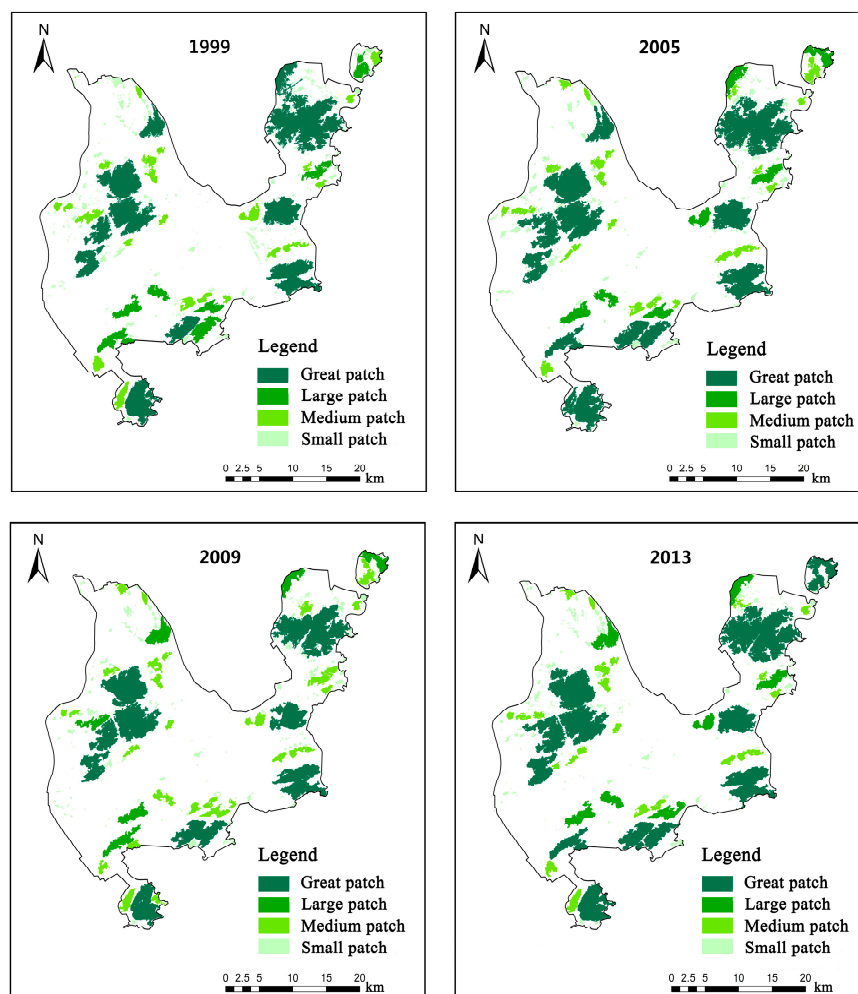 N
1999
Legend
Great patch
Large patch
Medium patch
Small patch
0 2.5 5 10 15 20
km
N
2005
Legend
Great patch
Large patch
Medium patch
Small patch
0 2.5 5 10 15 20
km
N
2009
Legend
Great patch
Large patch
Medium patch
Small patch
0 2.5 5 10 15 20
km
N
2013
Legend
Great patch
Large patch
Medium patch
Small patch
0 2.5 5 10 15 20
km